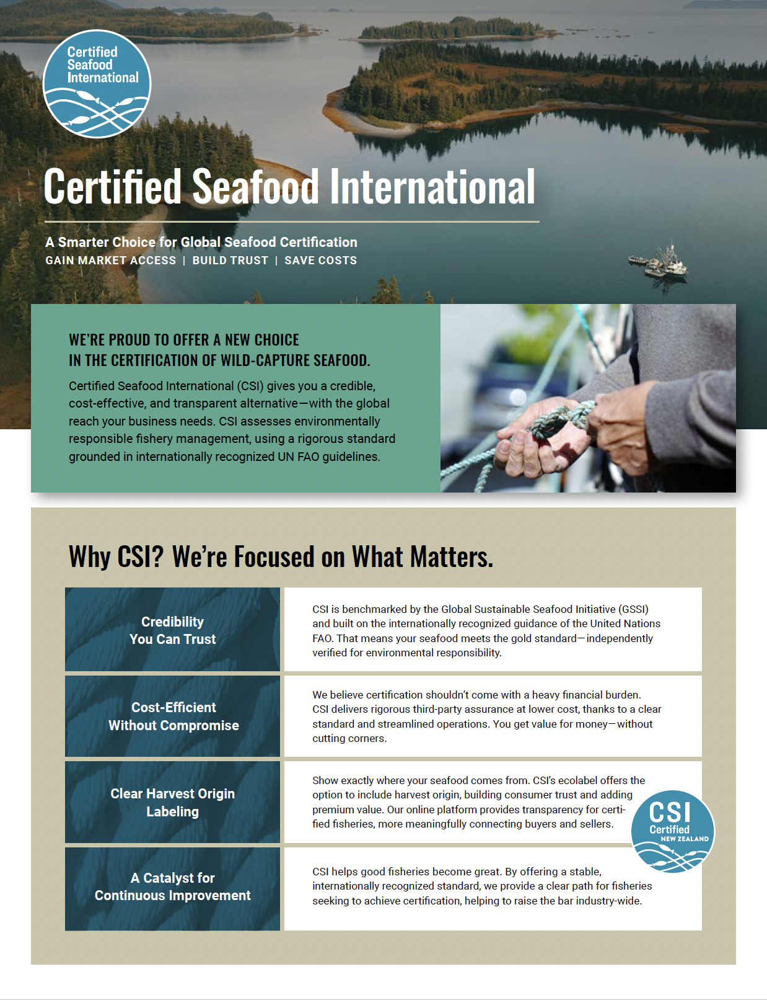 Certified
Seafood
International
Certified Seafood International
A Smarter Choice for Global Seafood Certification
GAIN MARKET ACCESS | BUILD TRUST | SAVE COSTS
WE'RE PROUD TO OFFER A NEW CHOICE
IN THE CERTIFICATION OF WILD-CAPTURE SEAFOOD.
Certified Seafood International (CSI) gives you a credible,
cost-effective, and transparent alternative—with the global
reach your business needs. CSI assesses environmentally
responsible fishery management, using a rigorous standard
grounded in internationally recognized UN FAO guidelines.
Why CSI? We're Focused on What Matters.
Credibility
You Can Trust
CSI is benchmarked by the Global Sustainable Seafood Initiative (GSSI)
and built on the internationally recognized guidance of the United Nations
FAO. That means your seafood meets the gold standard—independently
verified for environmental responsibility.
Cost-Efficient
Without Compromise
We believe certification shouldn't come with a heavy financial burden.
CSI delivers rigorous third-party assurance at lower cost, thanks to a clear
standard and streamlined operations. You get value for money—without
cutting corners.
Clear Harvest Origin
Labeling
Show exactly where your seafood comes from. CSI's ecolabel offers the
option to include harvest origin, building consumer trust and adding
premium value. Our online platform provides transparency for certi-
fied fisheries, more meaningfully connecting buyers and sellers.
CSI
Certified
NEW ZEALAND
A Catalyst for
Continuous Improvement
CSI helps good fisheries become great. By offering a stable,
internationally recognized standard, we provide a clear path for fisheries
seeking to achieve certification, helping to raise the bar industry-wide.